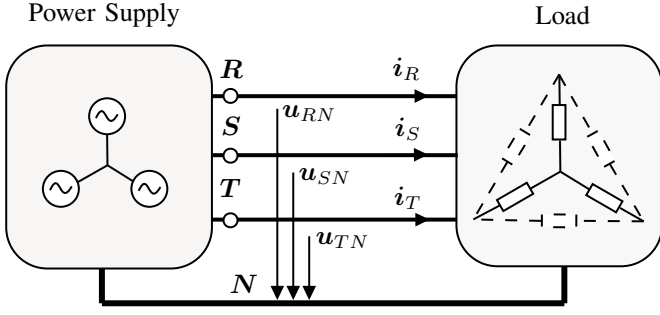 Power Supply
Load
R
i_R
u_RN
S
i_S
u_SN
T
i_T
u_TN
N